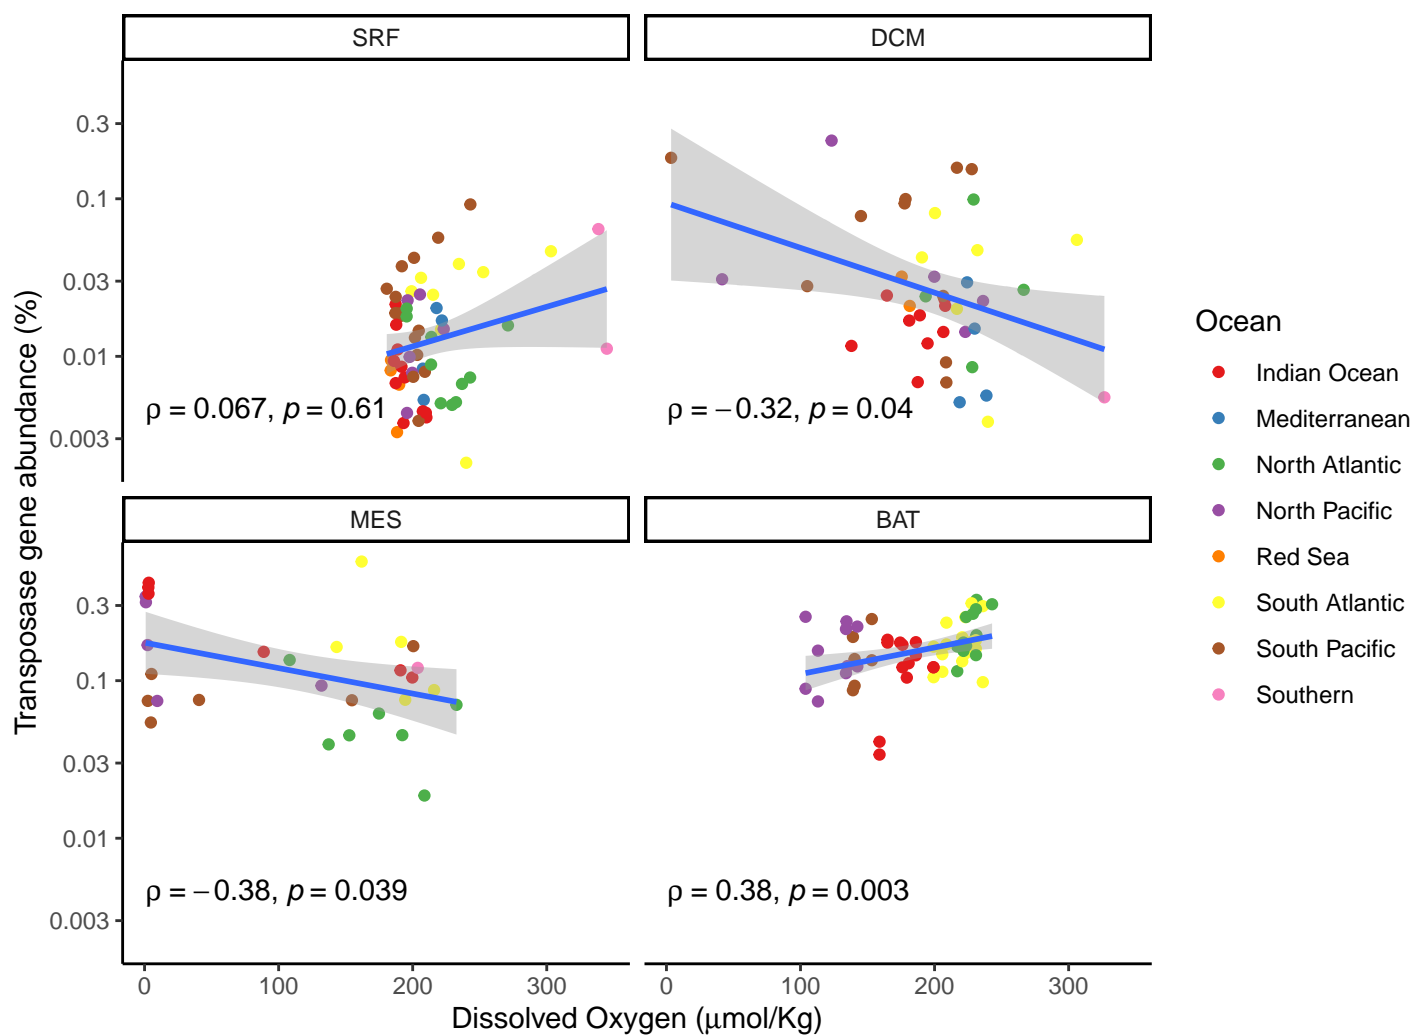 SRF
DCM
Transposase gene abundance (%)
0.3
0.1
0.03
0.01
0.003
ρ = 0.067, p = 0.61
ρ = −0.32, p = 0.04
MES
BAT
0.3
0.1
0.03
0.01
0.003
ρ = −0.38, p = 0.039
ρ = 0.38, p = 0.003
0 100 200 300
0 100 200 300
Dissolved Oxygen (μmol/Kg)
Ocean
Indian Ocean
Mediterranean
North Atlantic
North Pacific
Red Sea
South Atlantic
South Pacific
Southern